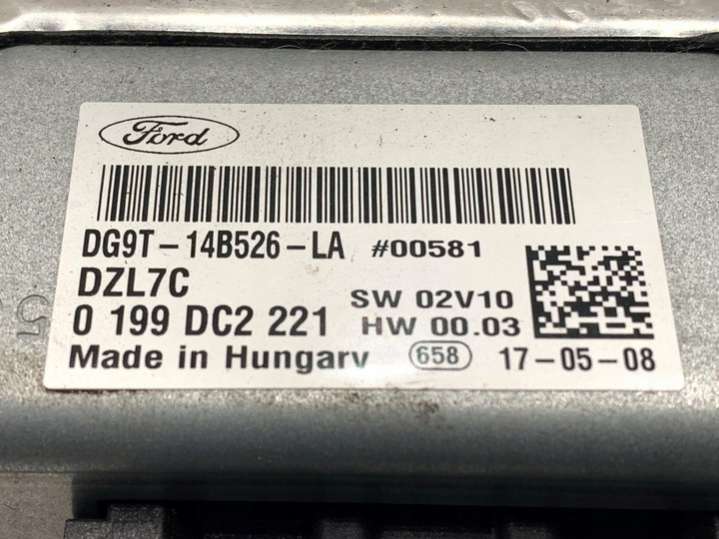 Ford
DG9T-14B526-LA #00581
DZL7C
SW 02V10
0 199 DC2 221 HW 00.03
Made in Hungary 658 17-05-08